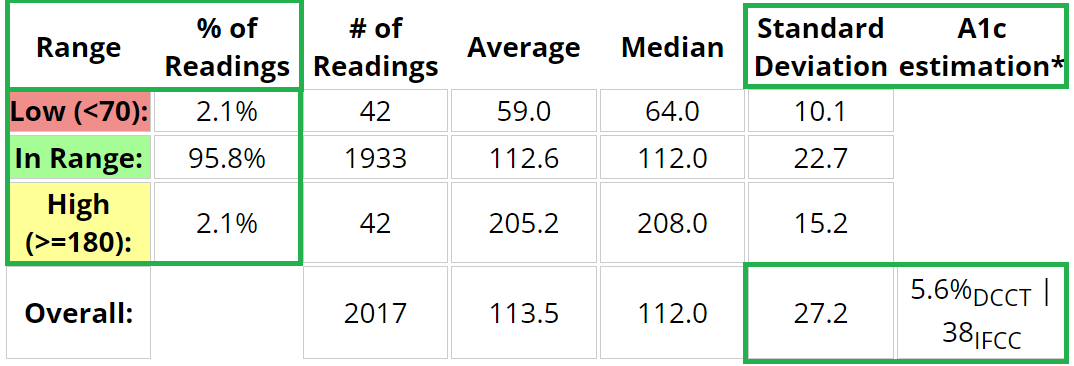 Range % of Readings # of Readings Average Median Standard Deviation A1c estimation*
Low (<70): 2.1% 42 59.0 64.0 10.1
In Range: 95.8% 1933 112.6 112.0 22.7
High (>=180): 2.1% 42 205.2 208.0 15.2
Overall: 2017 113.5 112.0 27.2 5.6%DCCT | 38IFCC